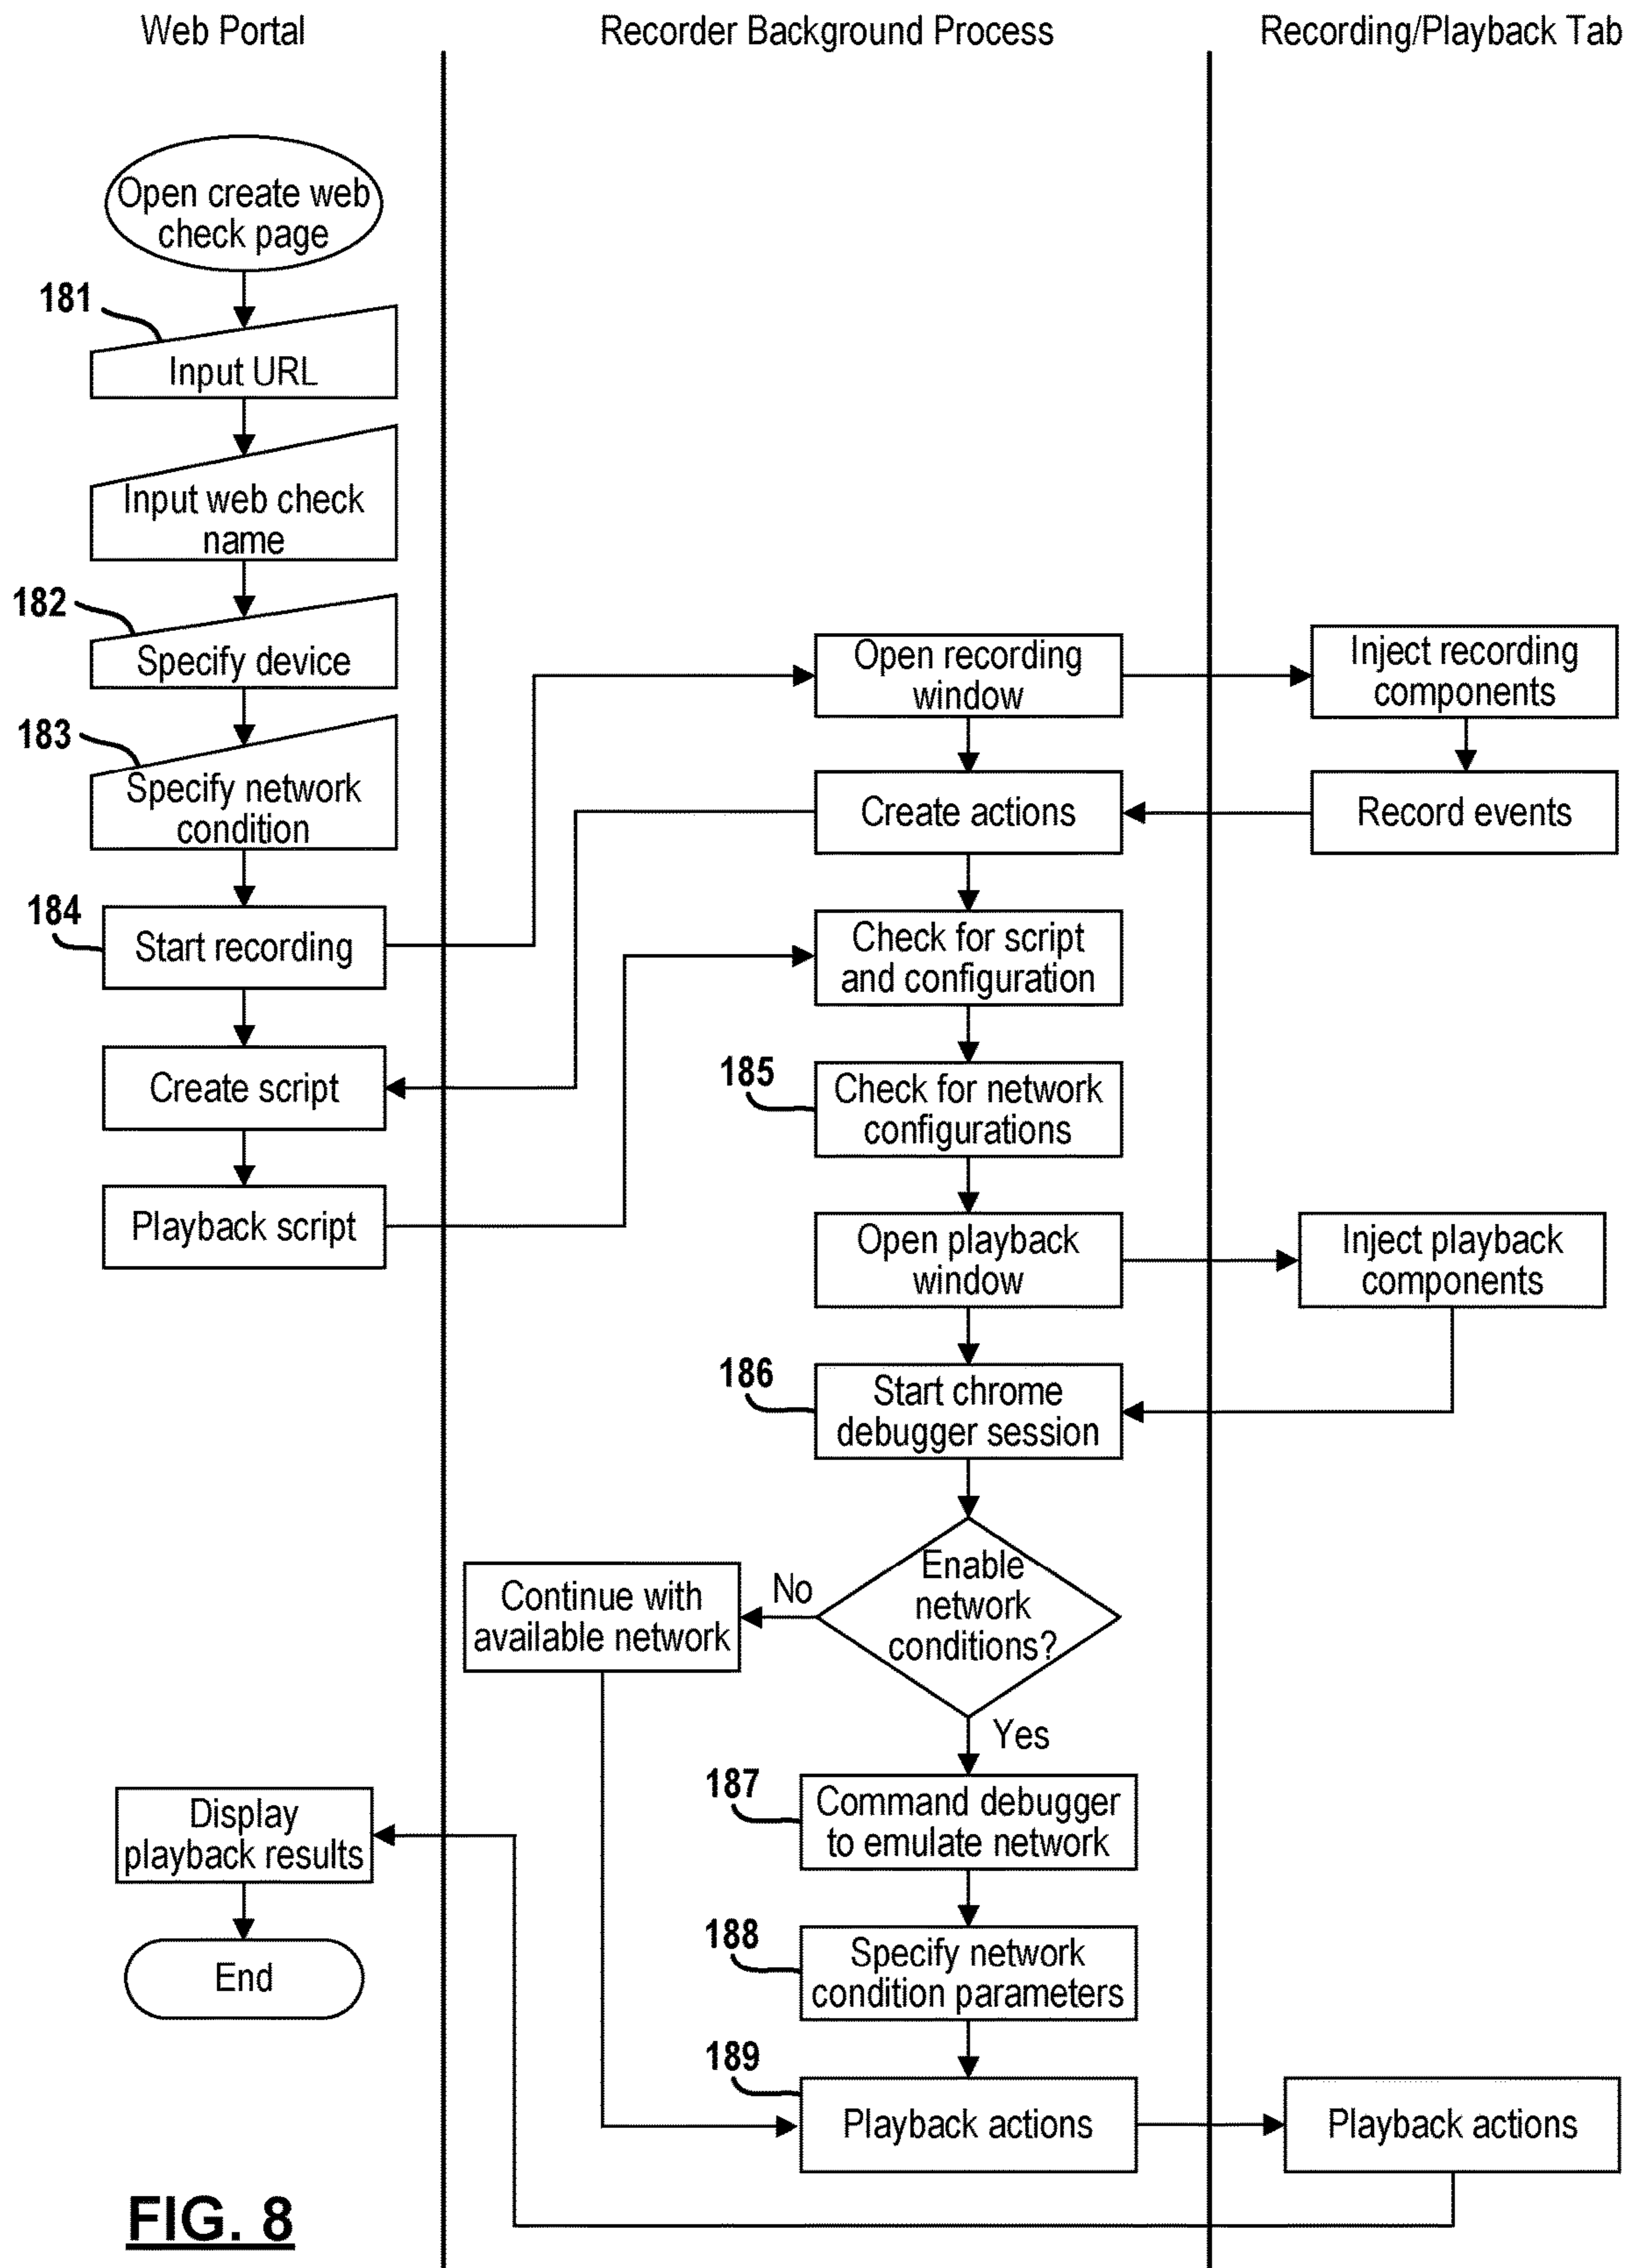 Web Portal
Recorder Background Process
Recording/Playback Tab
Open create web
check page
181
Input URL
Input web check
name
182
Specify device
183
Specify network
condition
184
Start recording
Create script
Playback script
Open recording
window
Inject recording
components
Create actions
Record events
Check for script
and configuration
185
Check for network
configurations
Open playback
window
Inject playback
components
186
Start chrome
debugger session
Enable
network
conditions?
No
Continue with
available network
Yes
187
Command debugger
to emulate network
188
Specify network
condition parameters
189
Playback actions
Playback actions
Display
playback results
End
FIG. 8